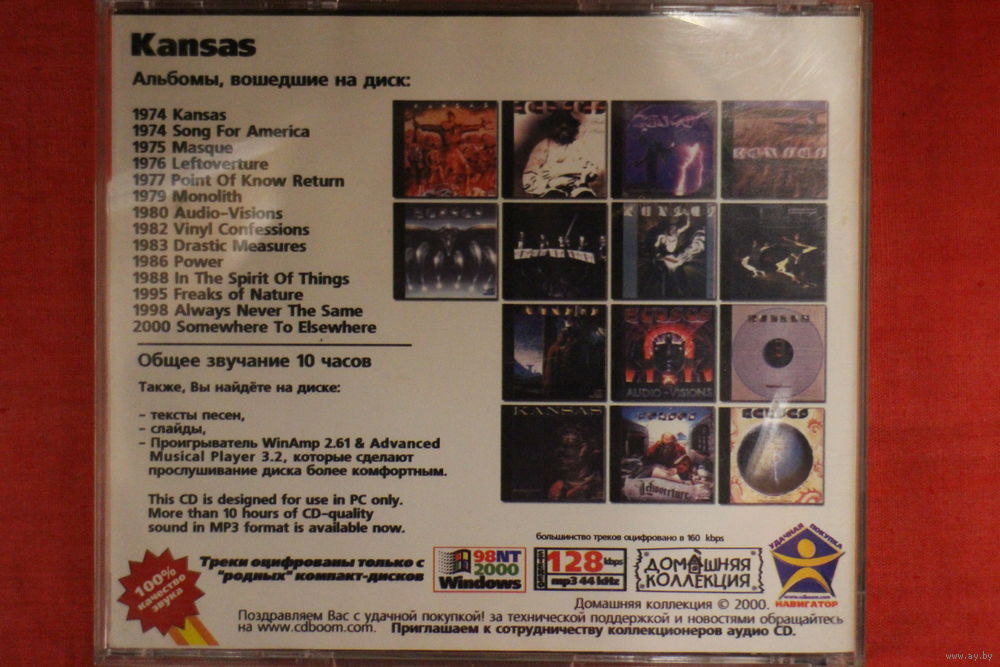 Kansas
Альбомы, вошедшие на диск:
1974 Kansas
1974 Song For America
1975 Masque
1976 Leftoverture
1977 Point Of Know Return
1979 Monolith
1980 Audio-Visions
1982 Vinyl Confessions
1983 Drastic Measures
1986 Power
1988 In The Spirit Of Things
1995 Freaks of Nature
1998 Always Never The Same
2000 Somewhere To Elsewhere
Общее звучание 10 часов
Также, Вы найдёте на диске:
- тексты песен,
- слайды,
- Проигрыватель WinAmp 2.61 & Advanced
Musical Player 3.2, которые сделают
прослушивание диска более комфортным.
This CD is designed for use in PC only.
More than 10 hours of CD-quality
sound in MP3 format is available now.
KANSAS
KANSAS
AUDIO-VISIONS
KANSAS
Leftoverture
большинство треков оцифровано в 160 kbps
100%
качество
звука
Треки оцифрованы только с
"родных" компакт-дисков
98NT
2000
Windows
STEREO
128 kbps
mp3 44 kHz
ДОМАШНЯЯ
КОЛЛЕКЦИЯ
УДАЧНАЯ ПОКУПКА
www.cdboom.com
НАВИГАТОР
Домашняя коллекция © 2000.
Поздравляем Вас с удачной покупкой! за технической поддержкой и новостями обращайтесь
на www.cdboom.com. Приглашаем к сотрудничеству коллекционеров аудио CD.
www.ay.by